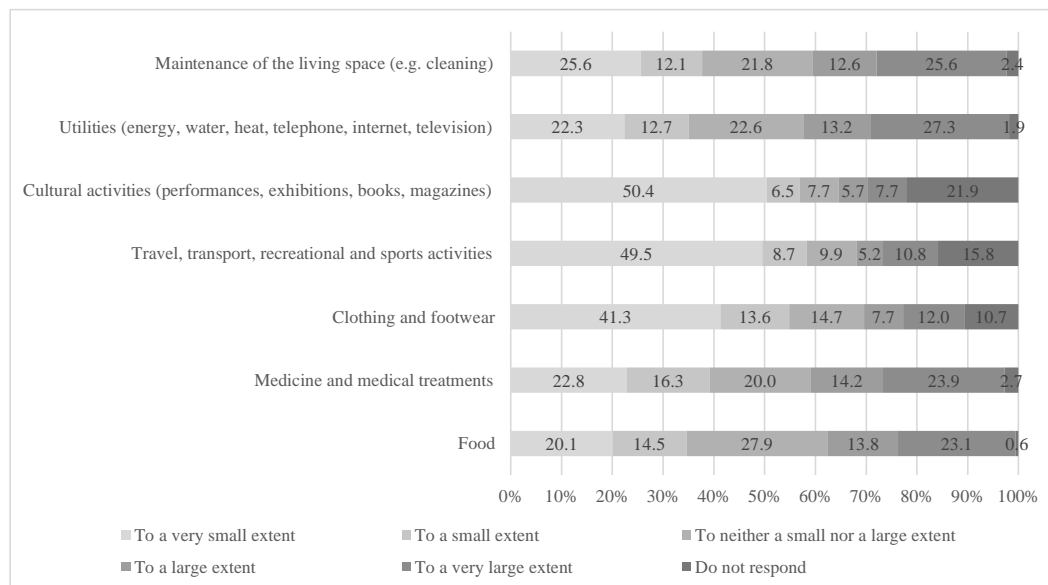 Maintenance of the living space (e.g. cleaning)
25.6 12.1 21.8 12.6 25.6 2.4
Utilities (energy, water, heat, telephone, internet, television)
22.3 12.7 22.6 13.2 27.3 1.9
Cultural activities (performances, exhibitions, books, magazines)
50.4 6.5 7.7 5.7 7.7 21.9
Travel, transport, recreational and sports activities
49.5 8.7 9.9 5.2 10.8 15.8
Clothing and footwear
41.3 13.6 14.7 7.7 12.0 10.7
Medicine and medical treatments
22.8 16.3 20.0 14.2 23.9 2.7
Food
20.1 14.5 27.9 13.8 23.1 0.6
0% 10% 20% 30% 40% 50% 60% 70% 80% 90% 100%
To a very small extent To a small extent To neither a small nor a large extent
To a large extent To a very large extent Do not respond